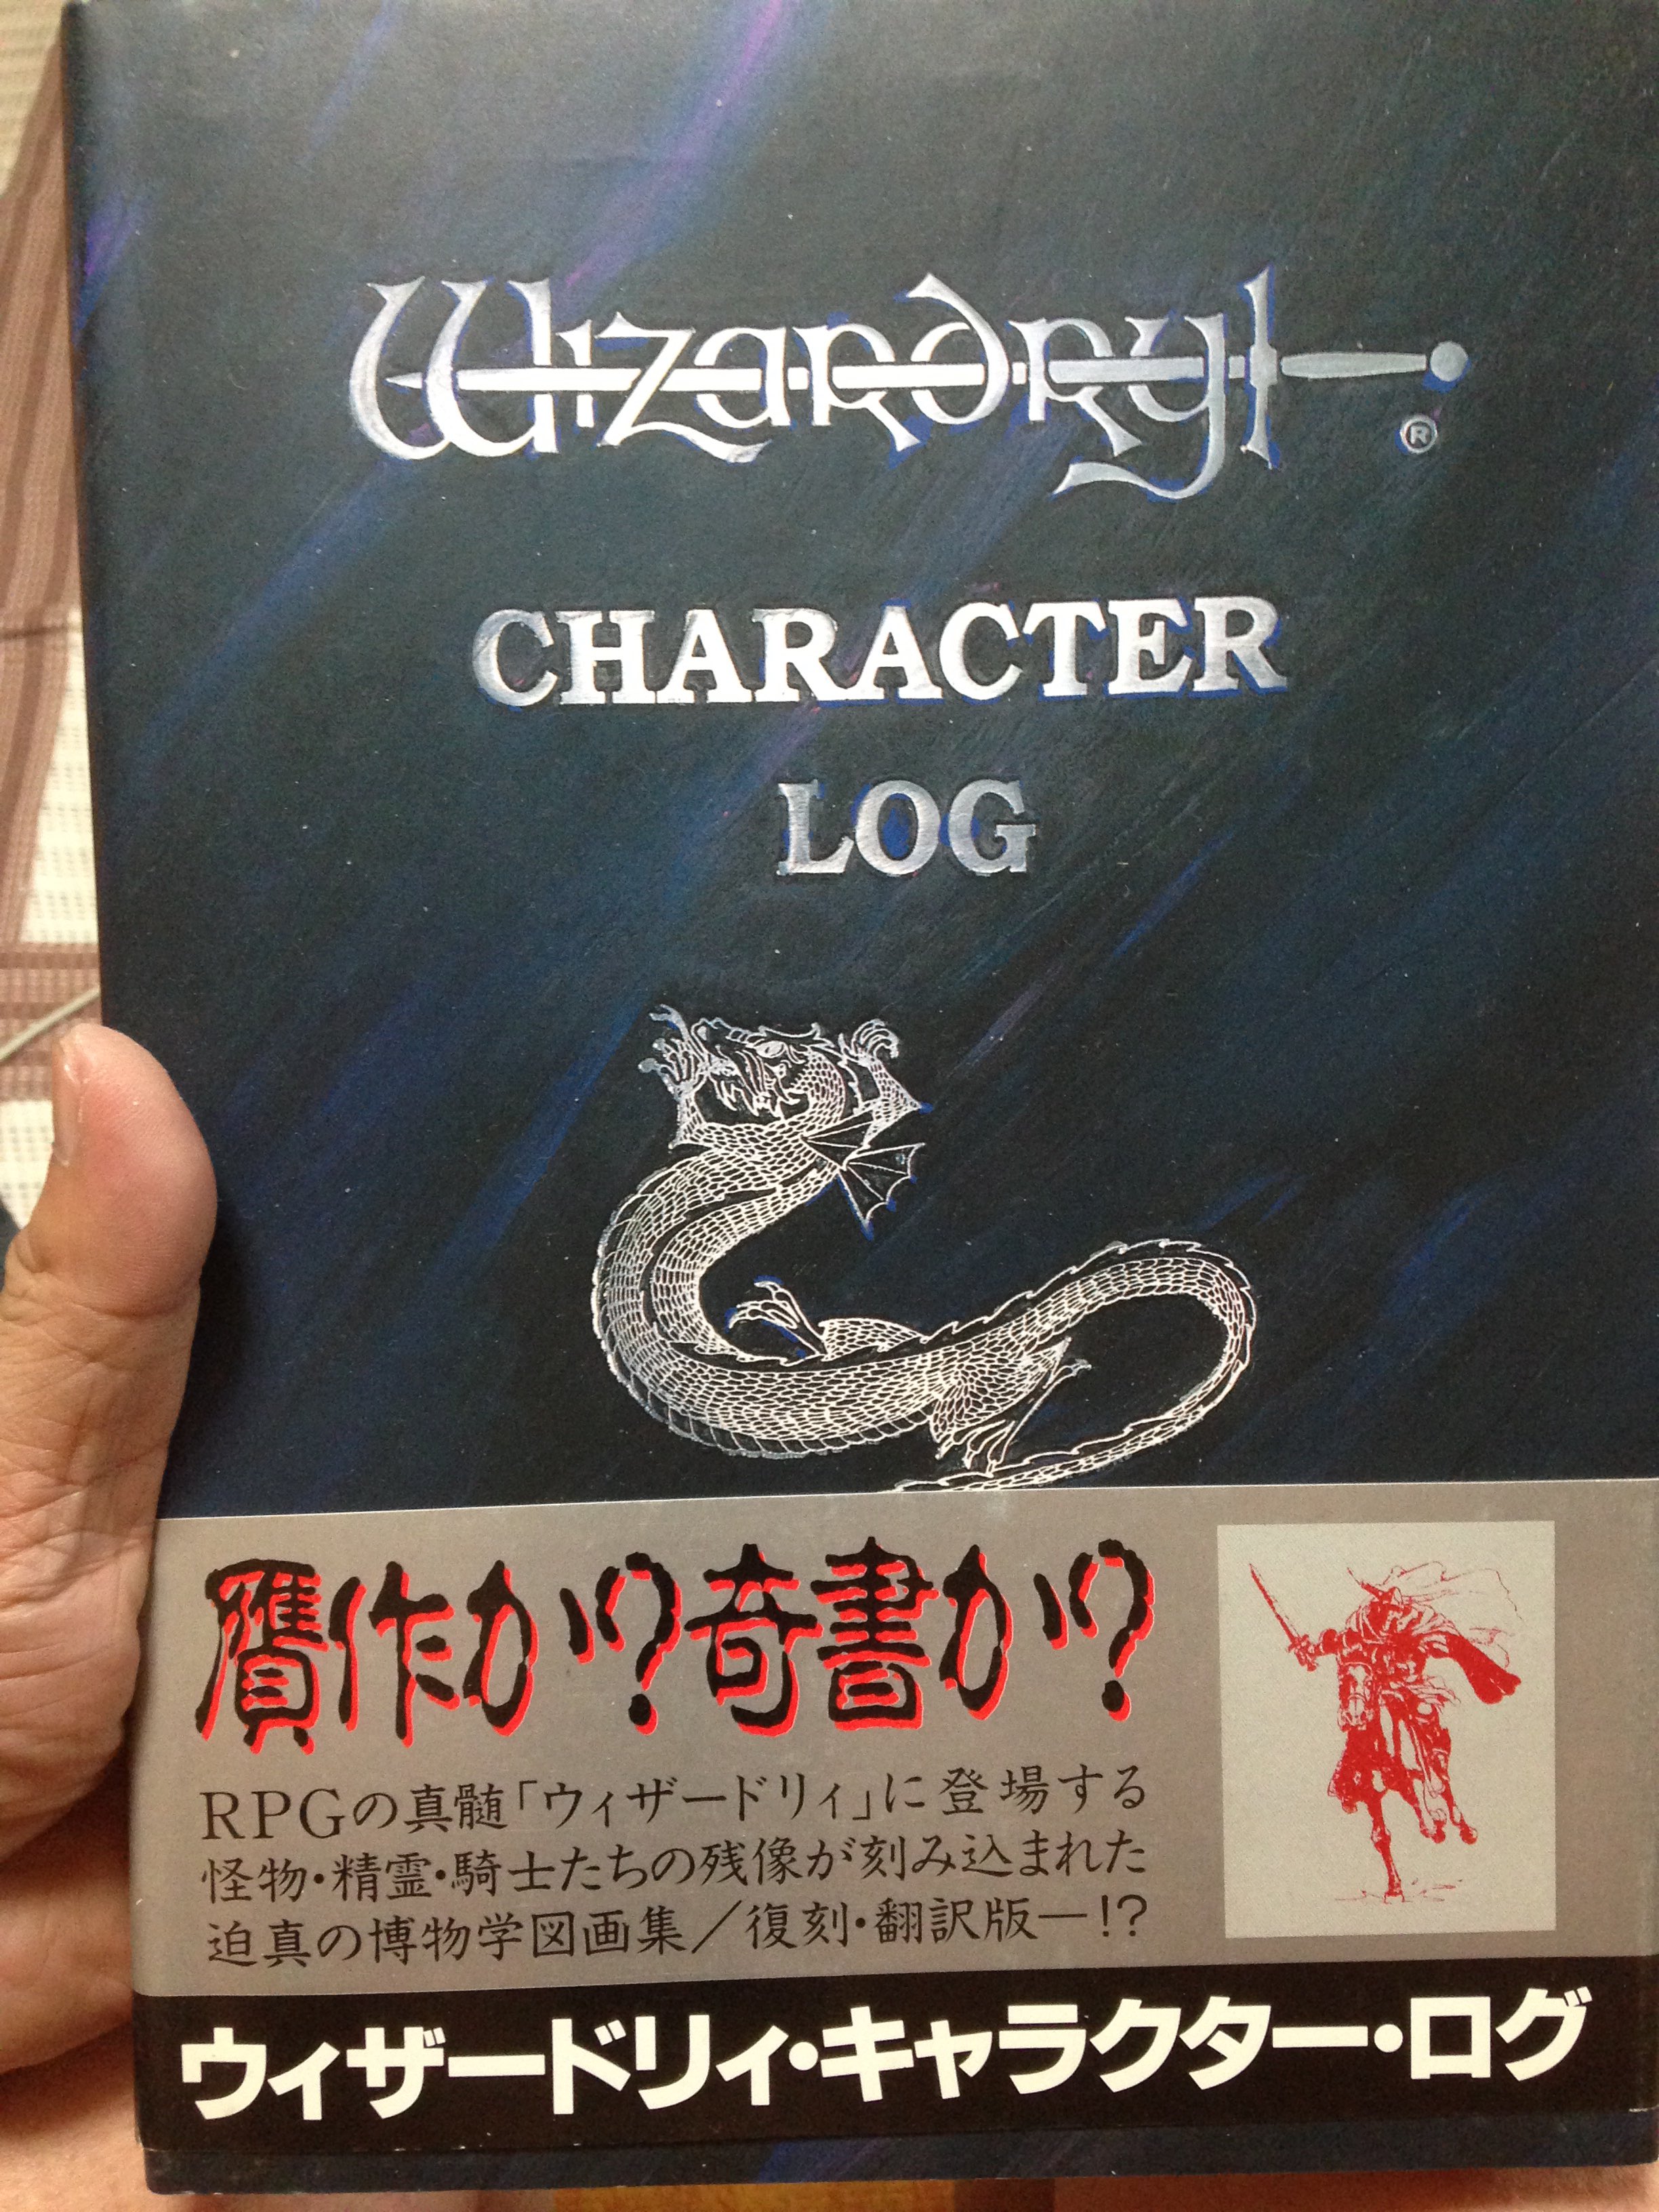 Wizardry
®
CHARACTER
LOG
贋作か?奇書か?
RPGの真髄「ウィザードリィ」に登場する
怪物・精霊・騎士たちの残像が刻み込まれた
迫真の博物学図画集/復刻・翻訳版―!?
ウィザードリィ・キャラクター・ログ